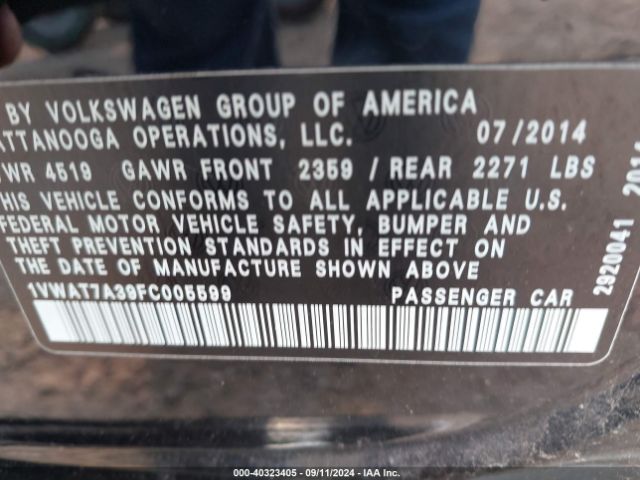 BY VOLKSWAGEN GROUP OF AMERICA
ATTANOOGA OPERATIONS, LLC. 07/2014
WR 4519 GAWR FRONT 2359 / REAR 2271 LBS
HIS VEHICLE CONFORMS TO ALL APPLICABLE U.S.
FEDERAL MOTOR VEHICLE SAFETY, BUMPER AND
THEFT PREVENTION STANDARDS IN EFFECT ON
THE DATE OF MANUFACTURE SHOWN ABOVE
1VWAT7A39FC005599 PASSENGER CAR
2920041
000-40323405 - 09/11/2024 - IAA Inc.